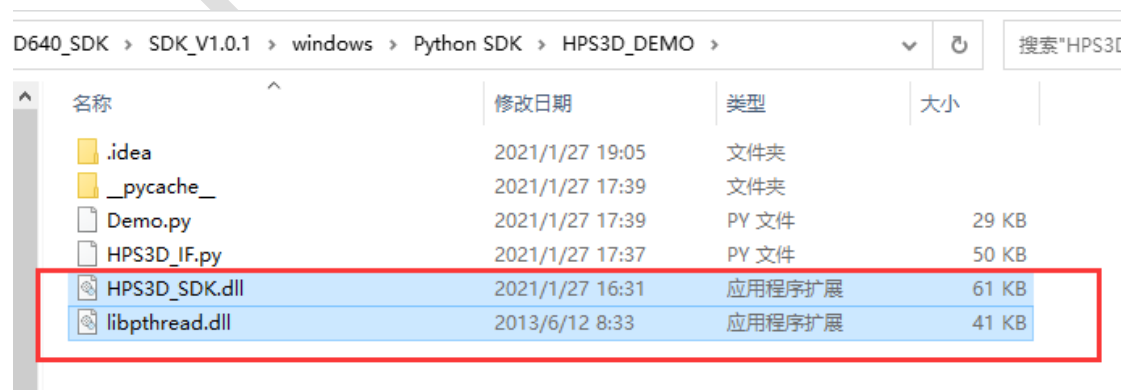 D640_SDK > SDK_V1.0.1 > windows > Python SDK > HPS3D_DEMO > 搜索"HPS3D
名称 修改日期 类型 大小
.idea 2021/1/27 19:05 文件夹
__pycache__ 2021/1/27 17:39 文件夹
Demo.py 2021/1/27 17:39 PY 文件 29 KB
HPS3D_IF.py 2021/1/27 17:37 PY 文件 50 KB
HPS3D_SDK.dll 2021/1/27 16:31 应用程序扩展 61 KB
libpthread.dll 2013/6/12 8:33 应用程序扩展 41 KB